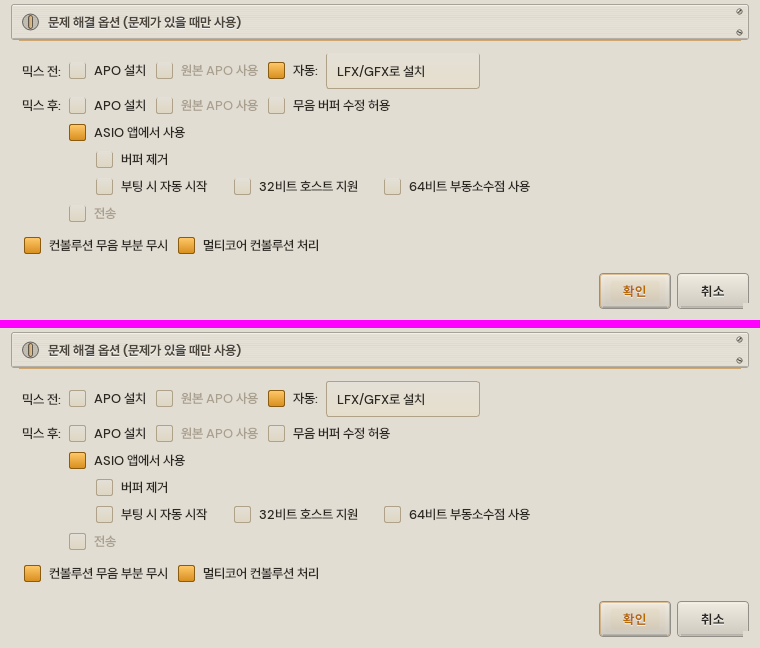 문제 해결 옵션 (문제가 있을 때만 사용)
믹스 전: APO 설치 원본 APO 사용 자동: LFX/GFX로 설치
믹스 후: APO 설치 원본 APO 사용 무음 버퍼 수정 허용
ASIO 앱에서 사용
버퍼 제거
부팅 시 자동 시작 32비트 호스트 지원 64비트 부동소수점 사용
전송
컨볼루션 무음 부분 무시 멀티코어 컨볼루션 처리
확인 취소
문제 해결 옵션 (문제가 있을 때만 사용)
믹스 전: APO 설치 원본 APO 사용 자동: LFX/GFX로 설치
믹스 후: APO 설치 원본 APO 사용 무음 버퍼 수정 허용
ASIO 앱에서 사용
버퍼 제거
부팅 시 자동 시작 32비트 호스트 지원 64비트 부동소수점 사용
전송
컨볼루션 무음 부분 무시 멀티코어 컨볼루션 처리
확인 취소